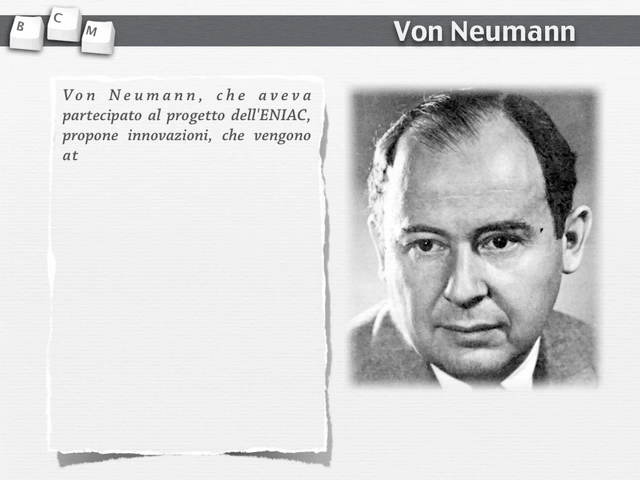 B C M
Von Neumann
Von Neumann, che aveva
partecipato al progetto dell'ENIAC,
propone innovazioni, che vengono
at